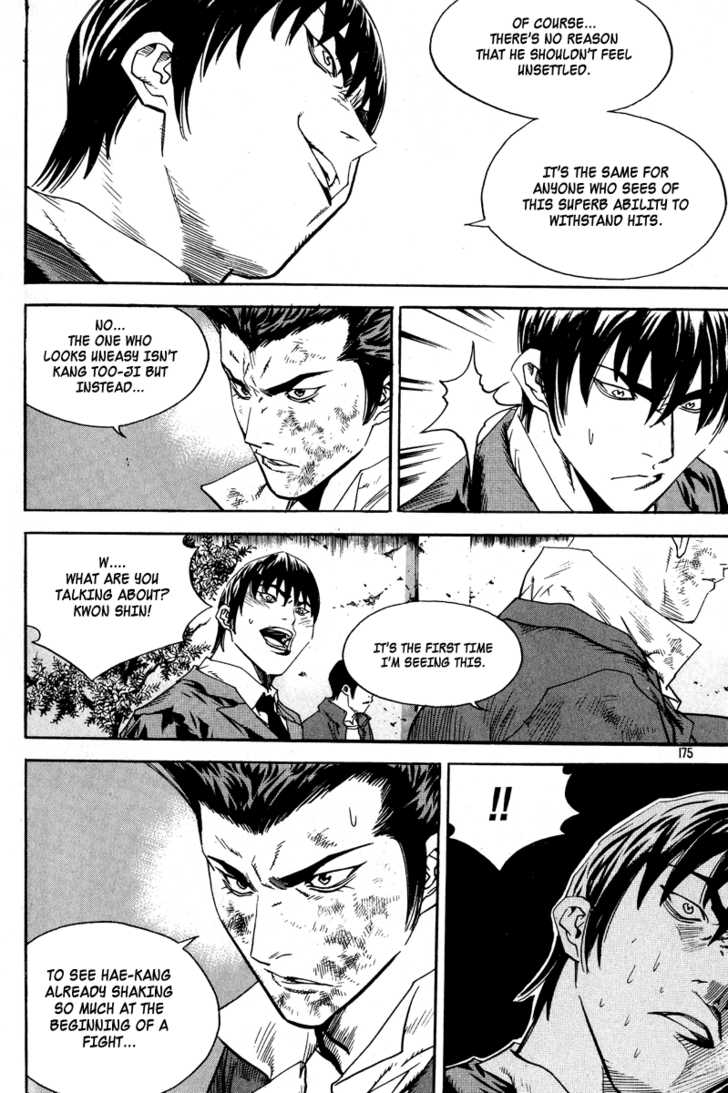 OF COURSE...
THERE'S NO REASON
THAT HE SHOULDN'T FEEL
UNSETTLED.
IT'S THE SAME FOR
ANYONE WHO SEES OF
THIS SUPERB ABILITY TO
WITHSTAND HITS.
NO...
THE ONE WHO
LOOKS UNEASY ISN'T
KANG TOO-JI BUT
INSTEAD...
W....
WHAT ARE YOU
TALKING ABOUT?
KWON SHIN!
IT'S THE FIRST TIME
I'M SEEING THIS.
175
!!
TO SEE HAE-KANG
ALREADY SHAKING
SO MUCH AT THE
BEGINNING OF A
FIGHT...